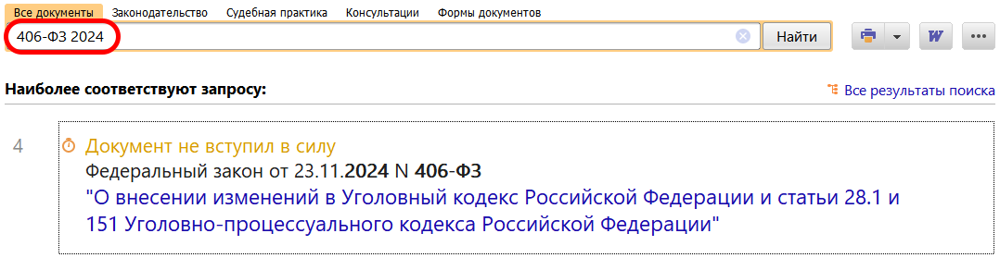 Все документы Законодательство Судебная практика Консультации Формы документов
406-ФЗ 2024 Найти W
Наиболее соответствуют запросу: Все результаты поиска
4 Документ не вступил в силу
Федеральный закон от 23.11.2024 N 406-ФЗ
"О внесении изменений в Уголовный кодекс Российской Федерации и статьи 28.1 и
151 Уголовно-процессуального кодекса Российской Федерации"